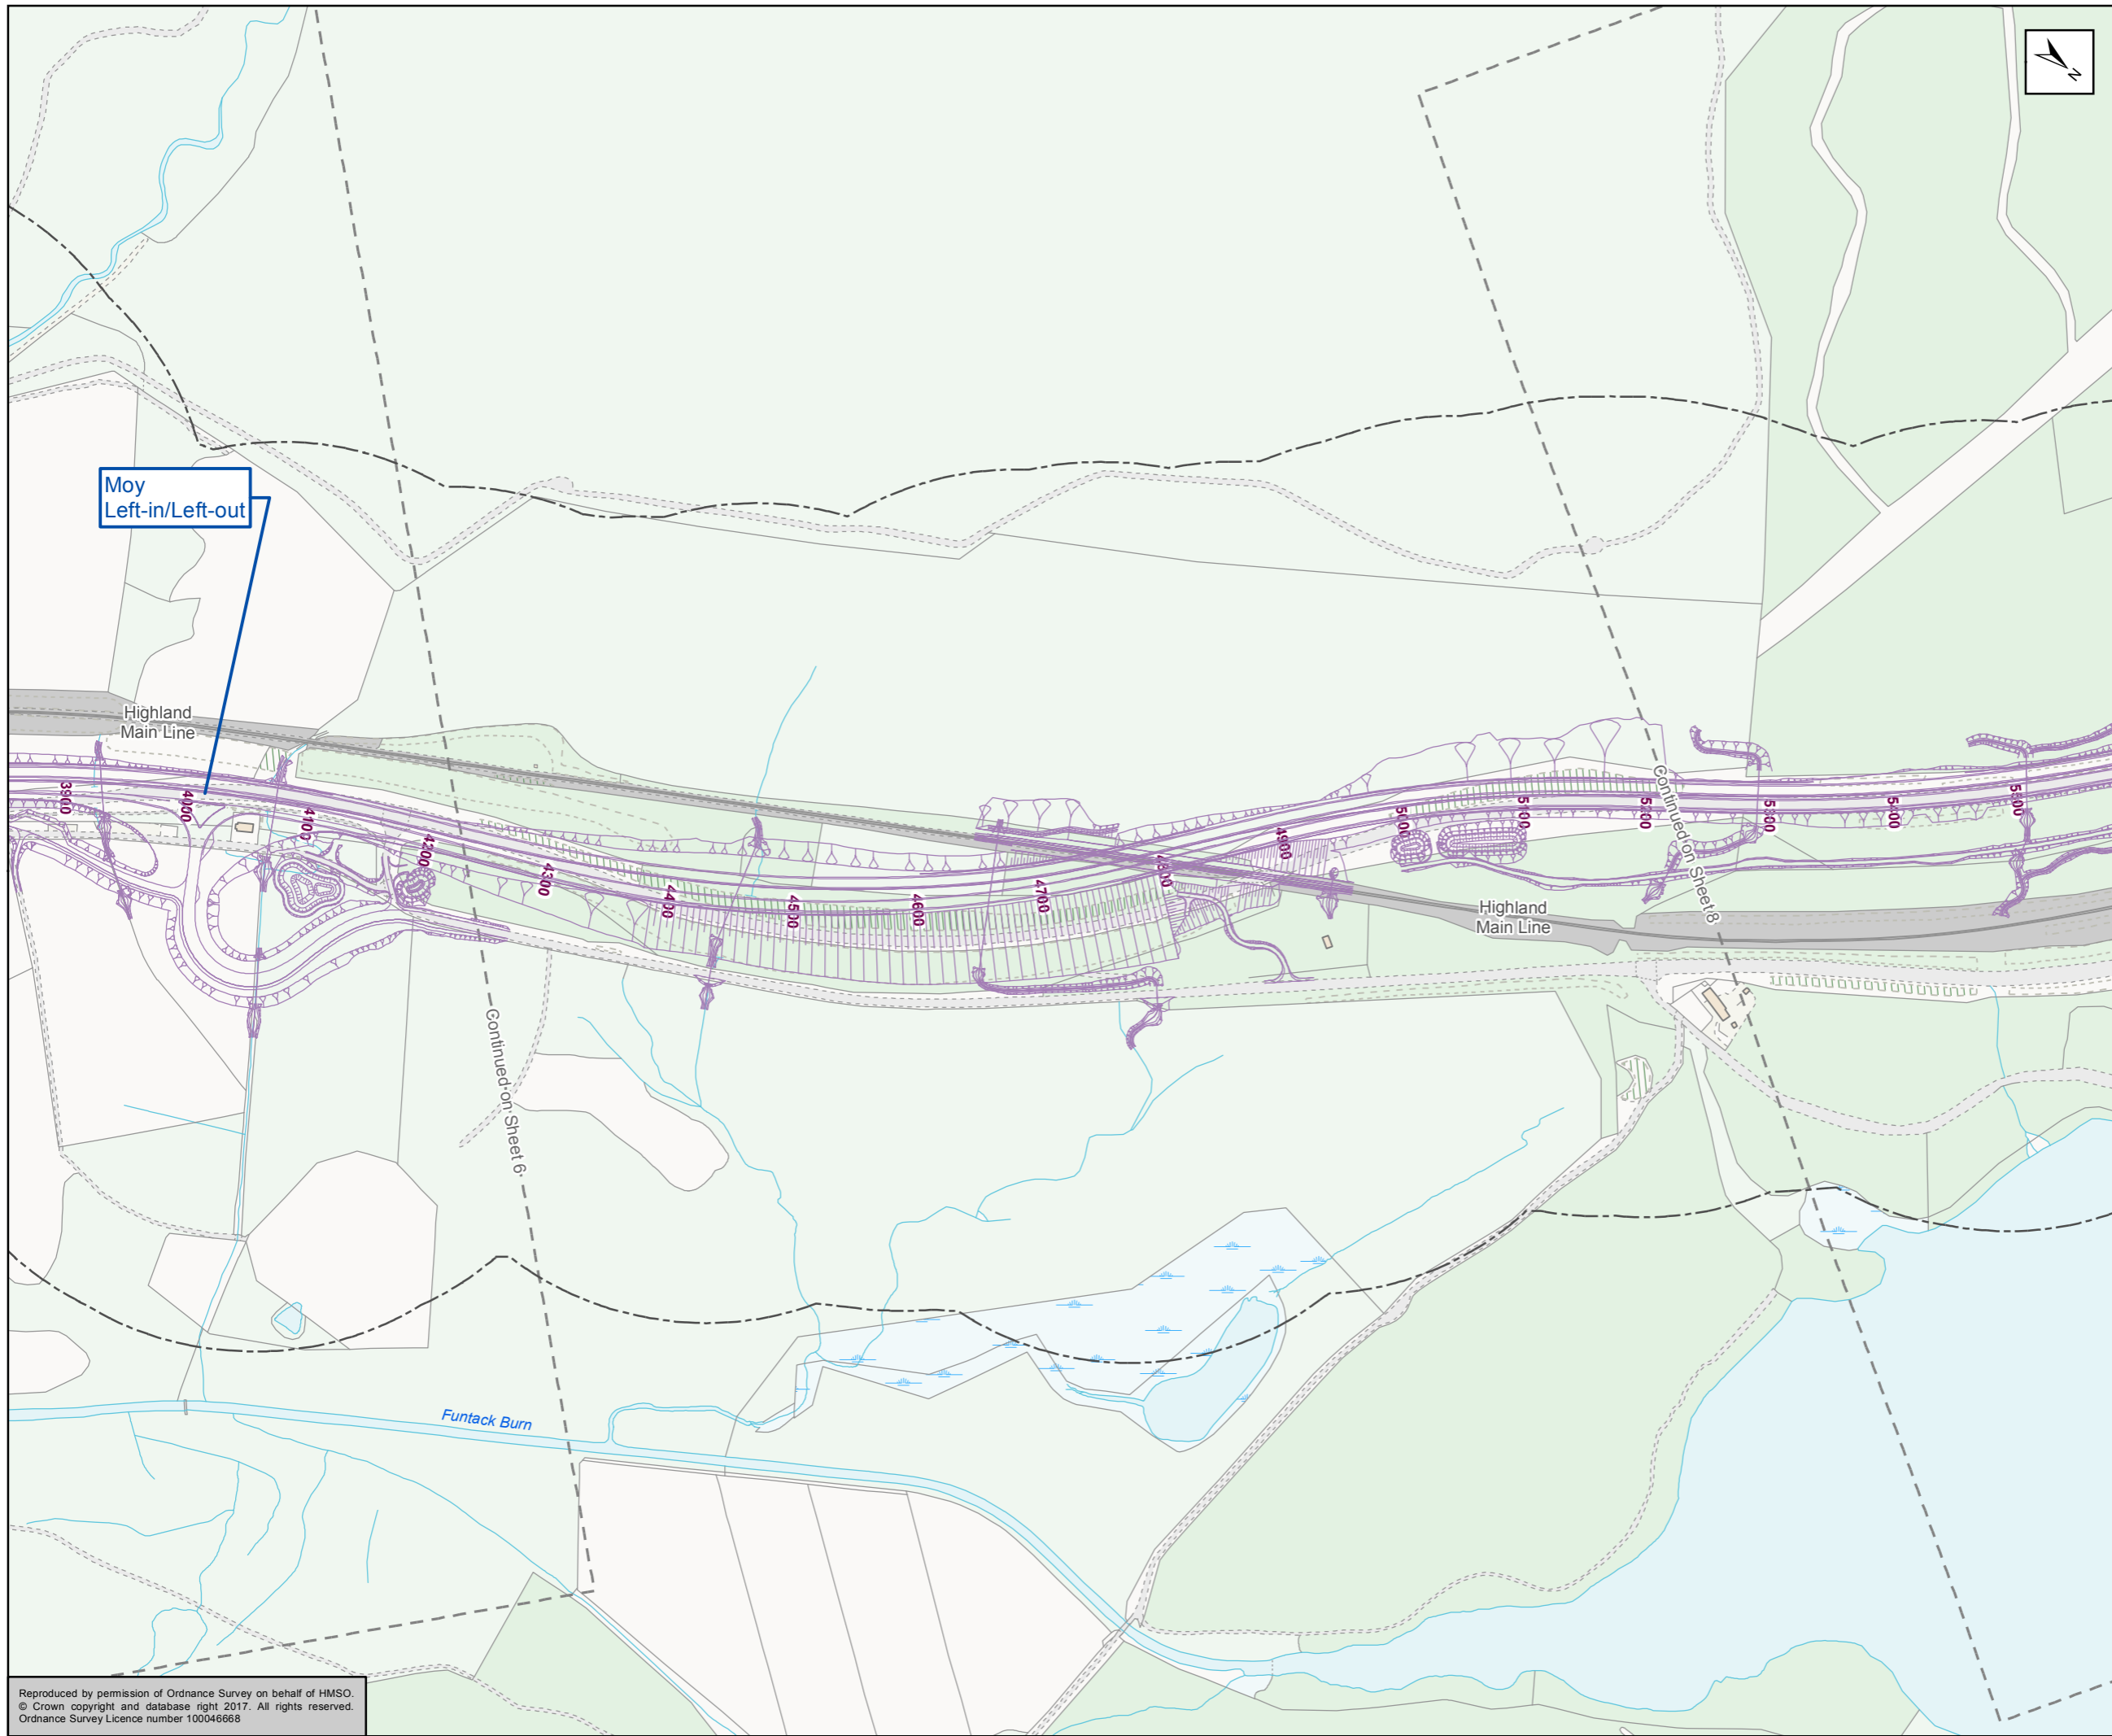 N
Moy
Left-in/Left-out
Highland
Main Line
3900
4000
4100
4200
4300
4400
4500
4600
4700
4800
4900
5000
5100
5200
5300
5400
5500
Continued on Sheet 8
Highland
Main Line
Continued on Sheet 6
Funtack Burn
Reproduced by permission of Ordnance Survey on behalf of HMSO.
© Crown copyright and database right 2017. All rights reserved.
Ordnance Survey Licence number 100046668